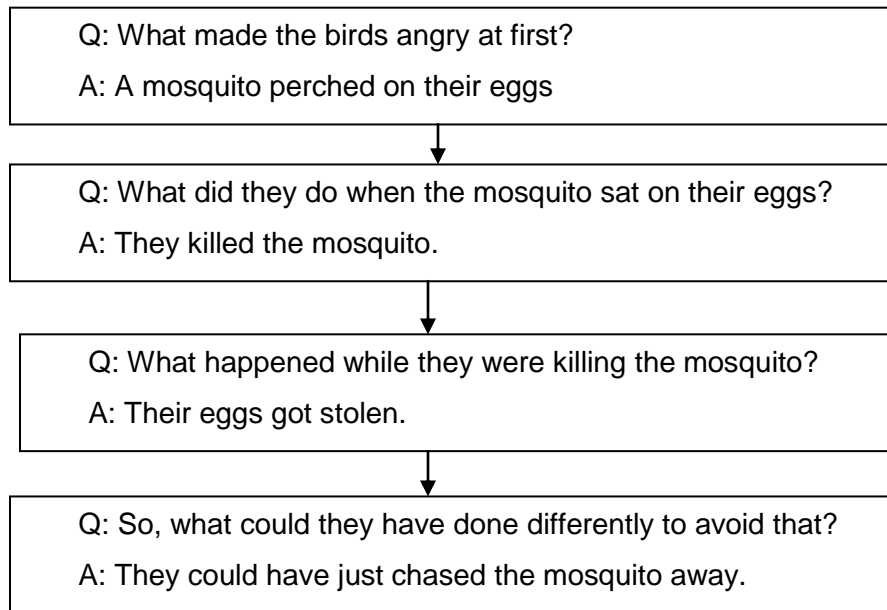 Q: What made the birds angry at first?
A: A mosquito perched on their eggs
Q: What did they do when the mosquito sat on their eggs?
A: They killed the mosquito.
Q: What happened while they were killing the mosquito?
A: Their eggs got stolen.
Q: So, what could they have done differently to avoid that?
A: They could have just chased the mosquito away.